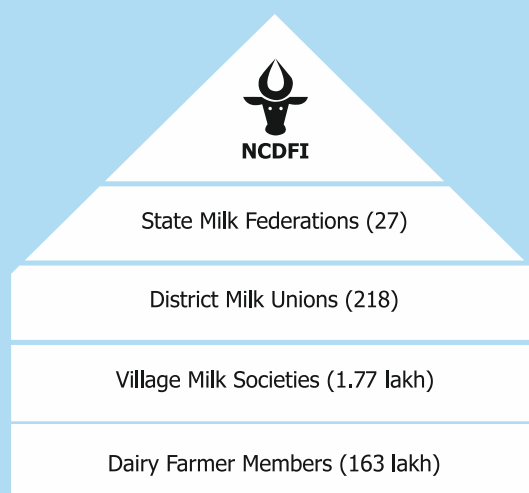 NCDFI
State Milk Federations (27)
District Milk Unions (218)
Village Milk Societies (1.77 lakh)
Dairy Farmer Members (163 lakh)